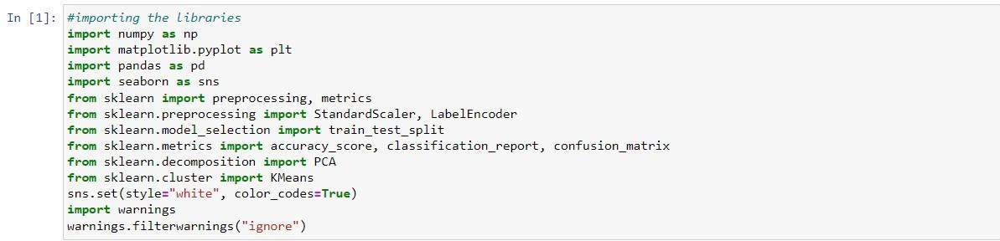 In [1]: #importing the libraries
import numpy as np
import matplotlib.pyplot as plt
import pandas as pd
import seaborn as sns
from sklearn import preprocessing, metrics
from sklearn.preprocessing import StandardScaler, LabelEncoder
from sklearn.model_selection import train_test_split
from sklearn.metrics import accuracy_score, classification_report, confusion_matrix
from sklearn.decomposition import PCA
from sklearn.cluster import KMeans
sns.set(style="white", color_codes=True)
import warnings
warnings.filterwarnings("ignore")